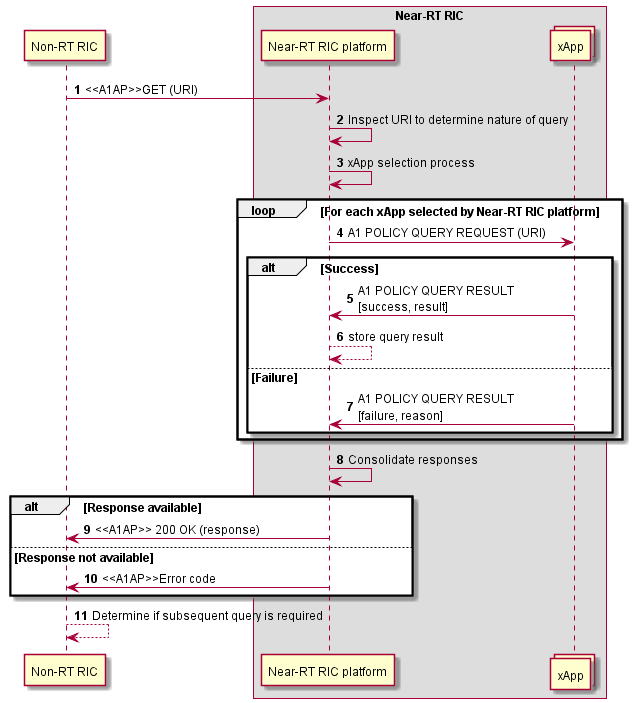 Near-RT RIC
Non-RT RIC
Near-RT RIC platform
xApp
1 <<A1AP>>GET (URI)
2 Inspect URI to determine nature of query
3 xApp selection process
loop [For each xApp selected by Near-RT RIC platform]
4 A1 POLICY QUERY REQUEST (URI)
alt [Success]
5 A1 POLICY QUERY RESULT
[success, result]
6 store query result
[Failure]
7 A1 POLICY QUERY RESULT
[failure, reason]
8 Consolidate responses
alt [Response available]
9 <<A1AP>> 200 OK (response)
[Response not available]
10 <<A1AP>>Error code
11 Determine if subsequent query is required
Non-RT RIC
Near-RT RIC platform
xApp